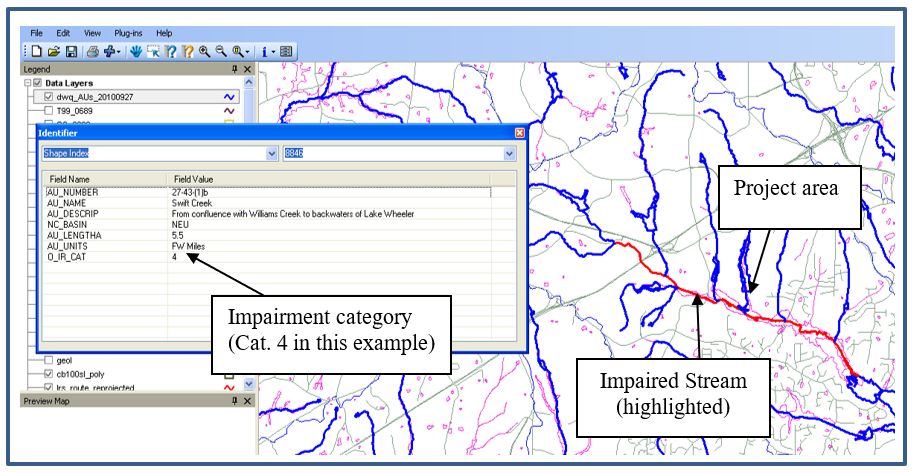 File Edit View Plug-ins Help
Legend
Data Layers
dwq_AUs_20100927
T99_0689
Identifier
Shape Index 8846
Field Name Field Value
AU_NUMBER 27-43-(1)b
AU_NAME Swift Creek
AU_DESCRIP From confluence with Williams Creek to backwaters of Lake Wheeler
NC_BASIN NEU
AU_LENGTHA 5.5
AU_UNITS FW Miles
O_IR_CAT 4
Project area
Impairment category
(Cat. 4 in this example)
Impaired Stream
(highlighted)
geol
cb100sl_poly
lrs_route_reprojected
Preview Map